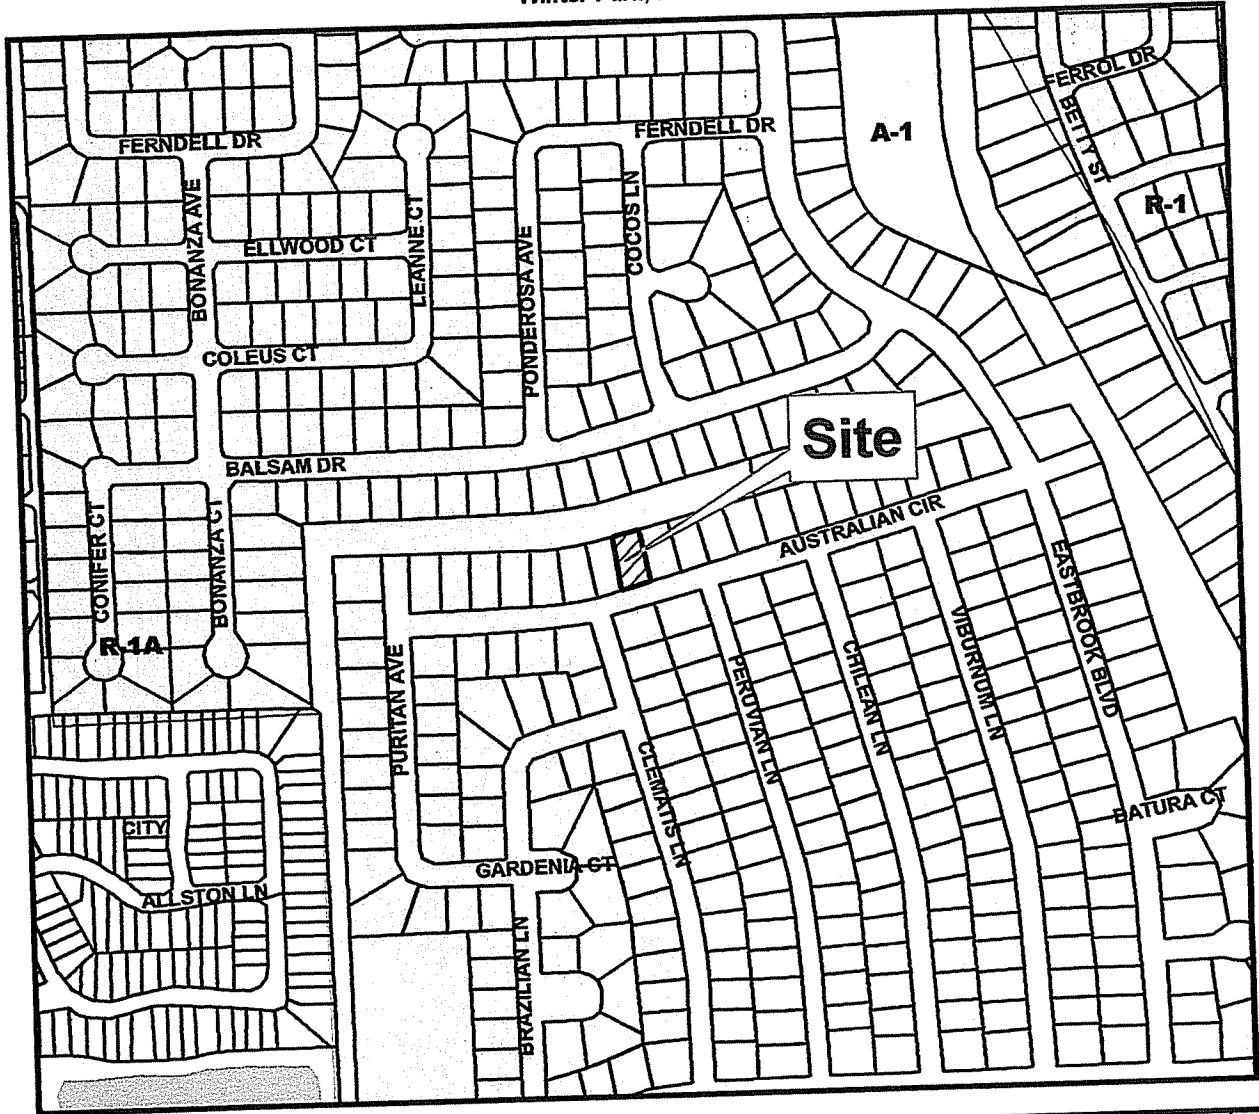 FERROL DR
A-1
FERNDELL DR
FERNDELL DR
BETTY ST
R-1
BONANZA AVE
ELLWOOD CT
LEANNE CT
COCOS LN
PONDEROSA AVE
COLEUS CT
Site
BALSAM DR
AUSTRALIAN CIR
CONIFER CT
BONANZA CT
EASTBROOK BLVD
R-1A
PURITAN AVE
VIBURNUM LN
CHILEAN LN
PERUVIAN LN
CLEMATIS LN
BATURA CT
CITY
GARDENIA CT
ALLSTON LN
BRAZILIAN LN